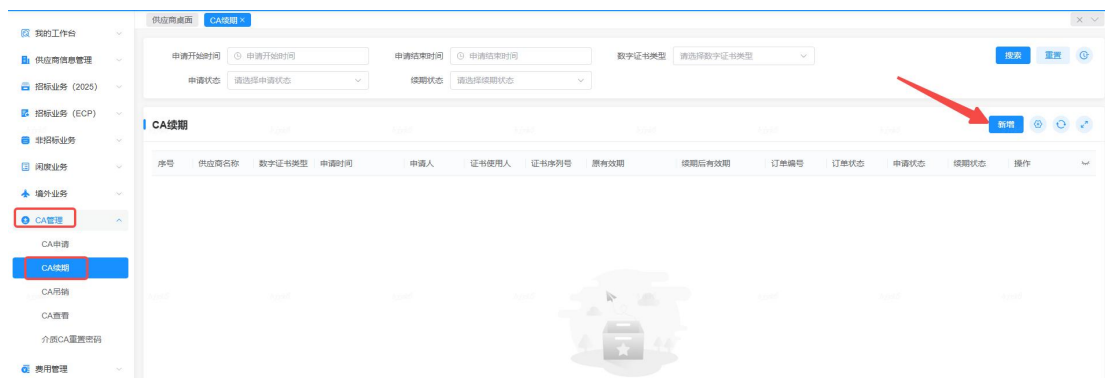 供应商桌面 CA续期 ×
我的工作台
供应商信息管理
招标业务 (2025)
招标业务 (ECP)
非招标业务
闲废业务
境外业务
CA管理
CA申请
CA续期
CA吊销
CA查看
介质CA重置密码
费用管理
申请开始时间 申请开始时间 申请结束时间 申请结束时间 数字证书类型 请选择数字证书类型 搜索 重置
申请状态 请选择申请状态 续期状态 请选择续期状态
CA续期 新增
序号 供应商名称 数字证书类型 申请时间 申请人 证书使用人 证书序列号 原有效期 续期后有效期 订单编号 订单状态 申请状态 续期状态 操作